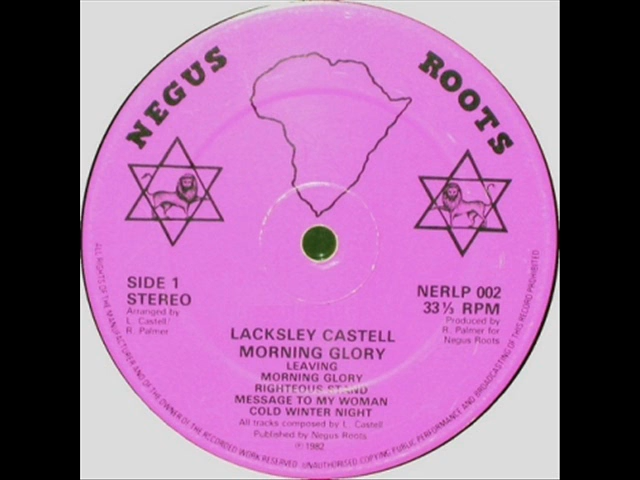 NEGUS ROOTS
SIDE 1
STEREO
Arranged by
L. Castell/
R. Palmer
NERLP 002
33⅓ RPM
Produced by
R. Palmer for
Negus Roots
LACKSLEY CASTELL
MORNING GLORY
LEAVING
MORNING GLORY
RIGHTEOUS STAND
MESSAGE TO MY WOMAN
COLD WINTER NIGHT
All tracks composed by L. Castell
Published by Negus Roots
℗ 1982
ALL RIGHTS OF THE MANUFACTURER AND OF THE OWNER OF THE RECORDED WORK RESERVED. UNAUTHORISED COPYING PUBLIC PERFORMANCE AND BROADCASTING OF THIS RECORD PROHIBITED